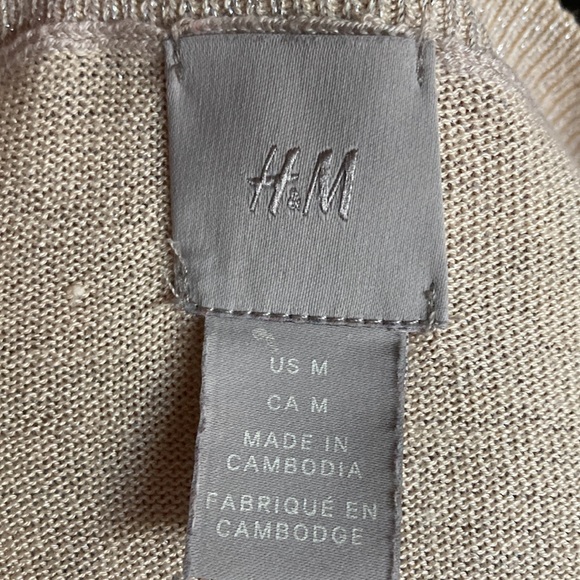 H&M
US M
CA M
MADE IN
CAMBODIA
FABRIQUÉ EN
CAMBODGE